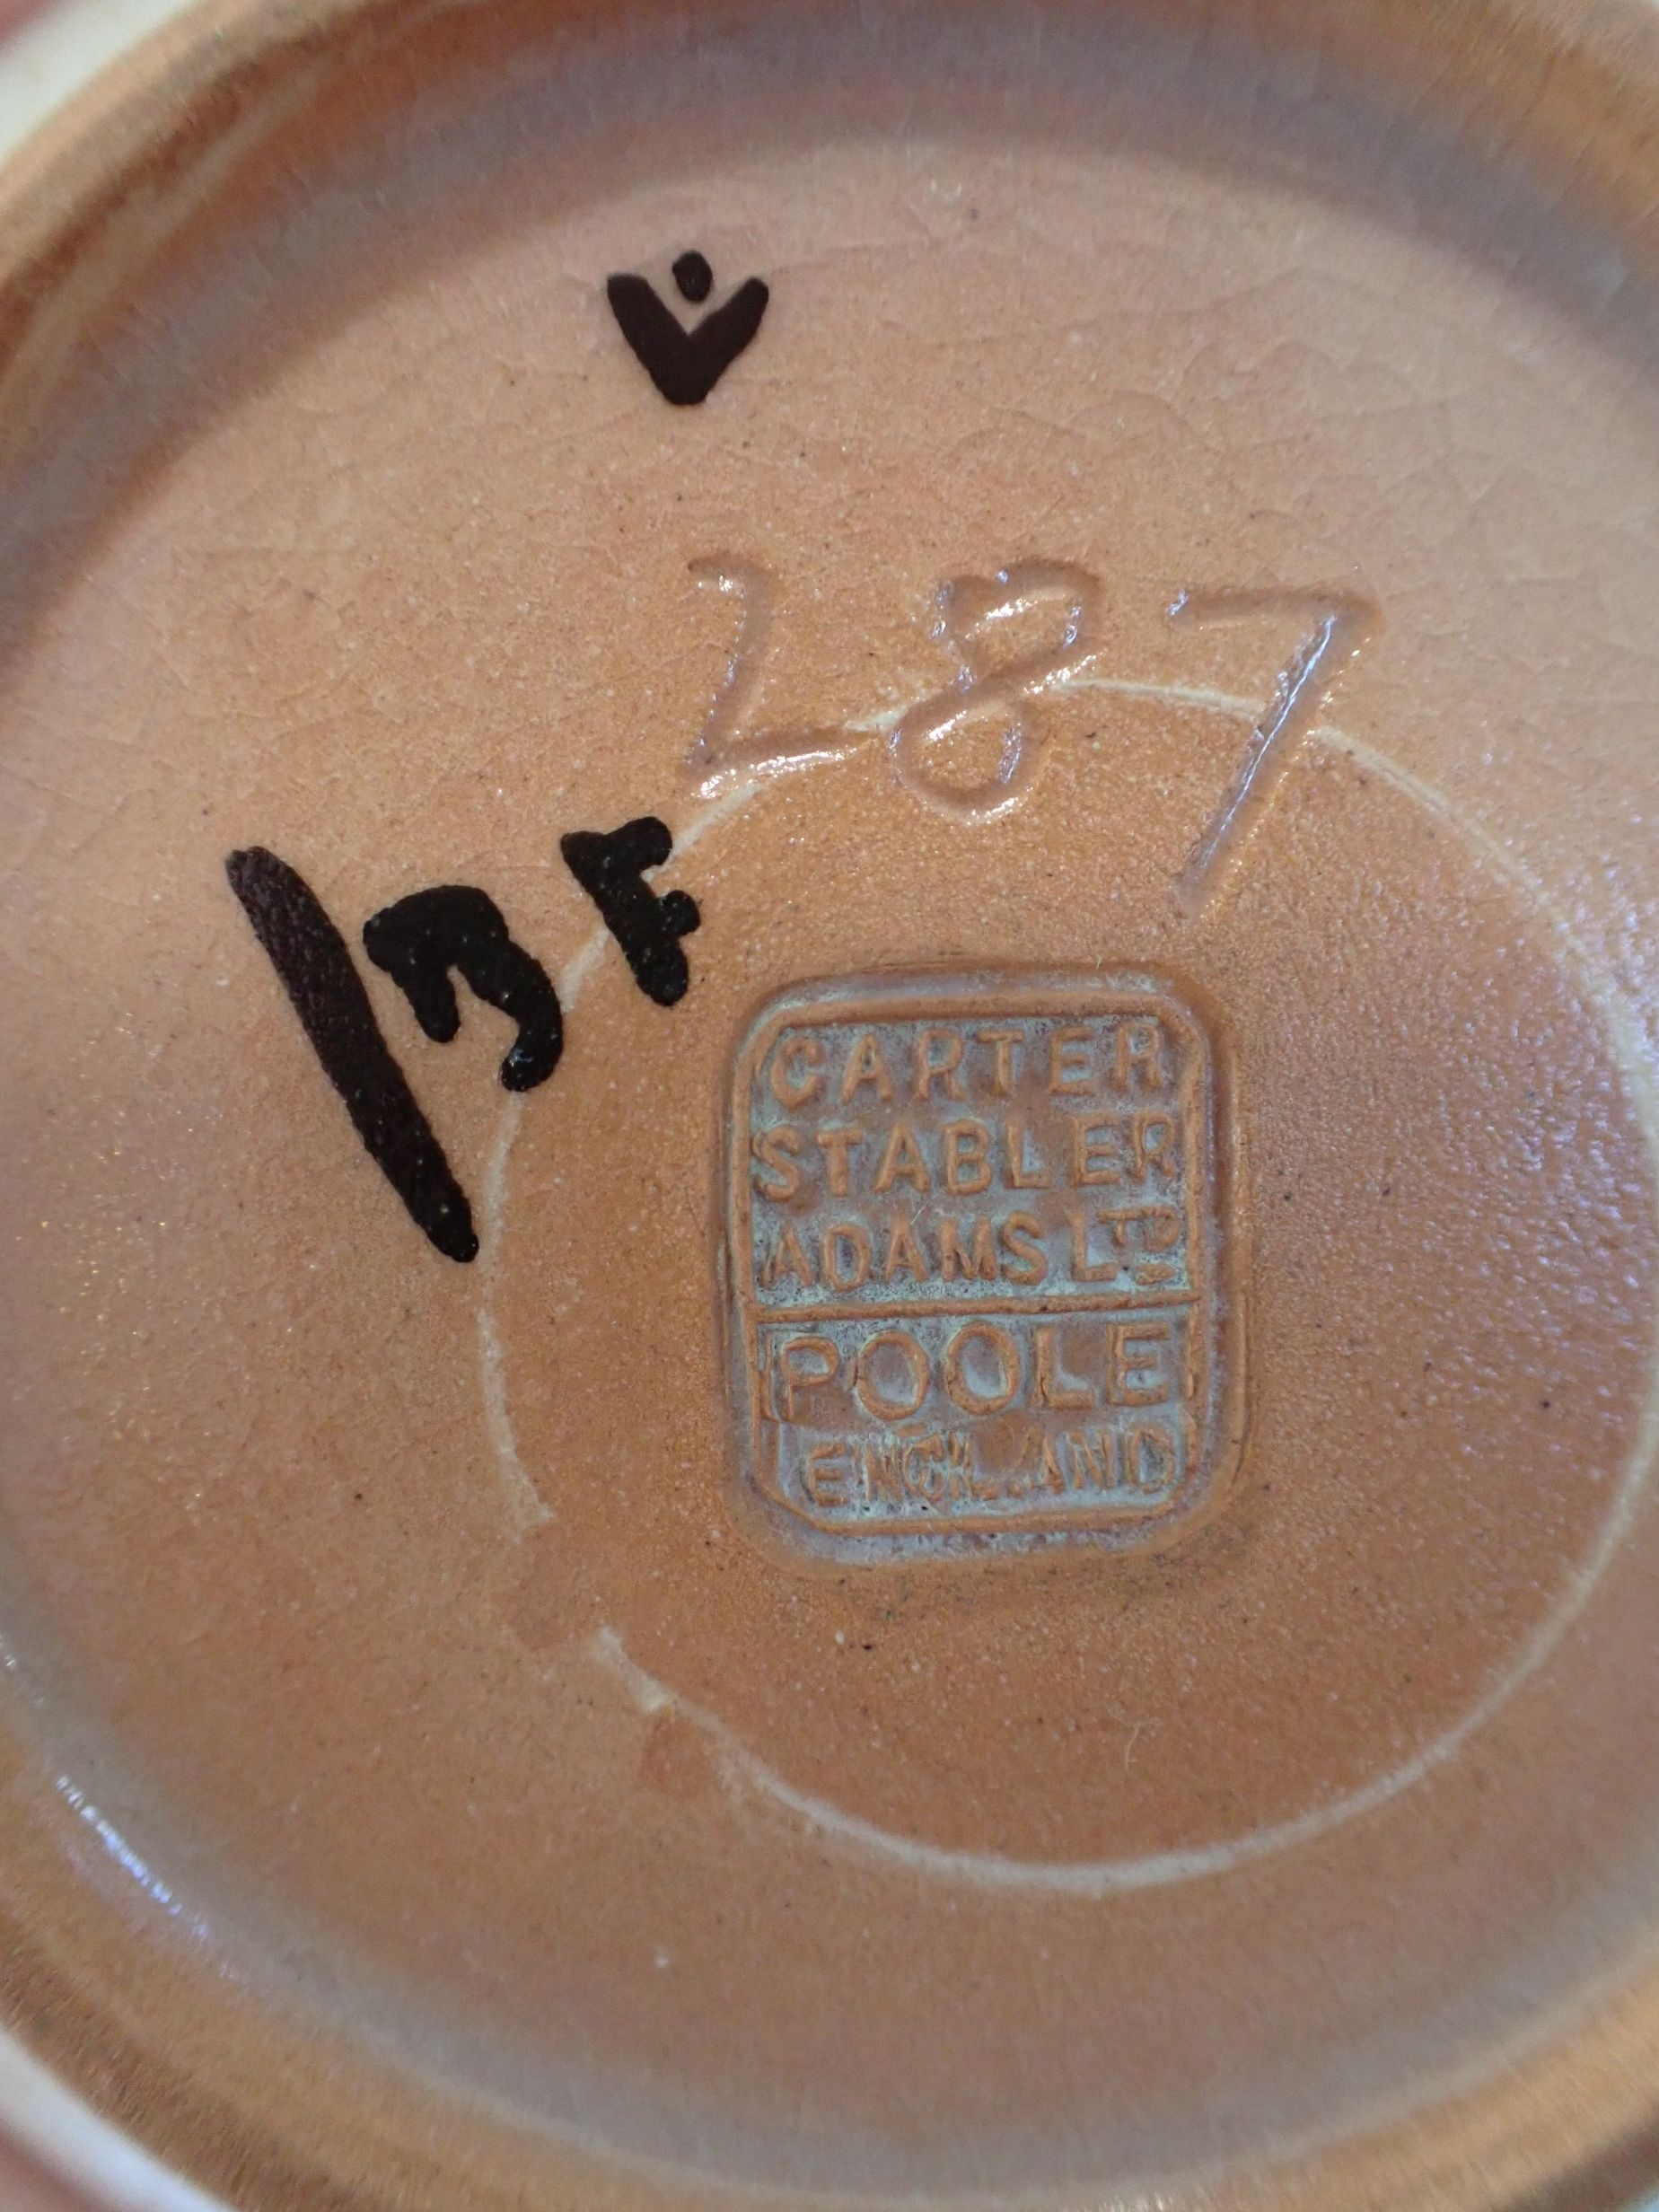 287
CARTER
STABLER
ADAMS LTD
POOLE
ENGLAND